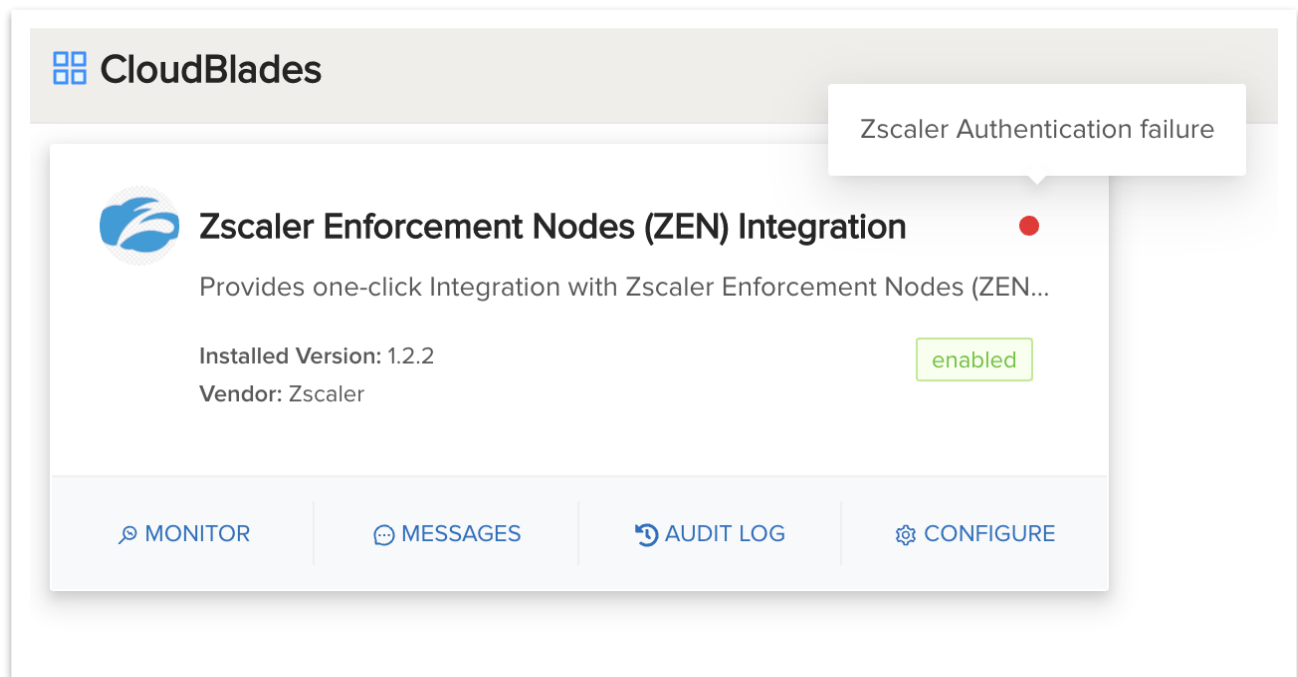 CloudBlades
Zscaler Authentication failure
Zscaler Enforcement Nodes (ZEN) Integration
Provides one-click Integration with Zscaler Enforcement Nodes (ZEN...
Installed Version: 1.2.2
enabled
Vendor: Zscaler
MONITOR
MESSAGES
AUDIT LOG
CONFIGURE